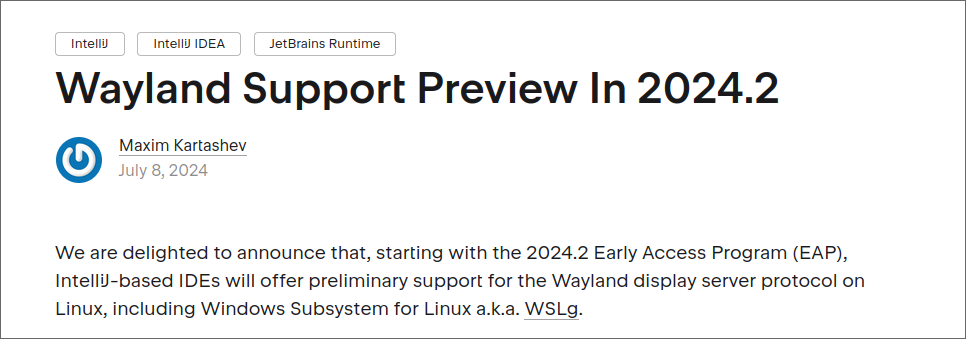 IntelliJ IntelliJ IDEA JetBrains Runtime
Wayland Support Preview In 2024.2
Maxim Kartashev
July 8, 2024
We are delighted to announce that, starting with the 2024.2 Early Access Program (EAP),
IntelliJ-based IDEs will offer preliminary support for the Wayland display server protocol on
Linux, including Windows Subsystem for Linux a.k.a. WSLg.